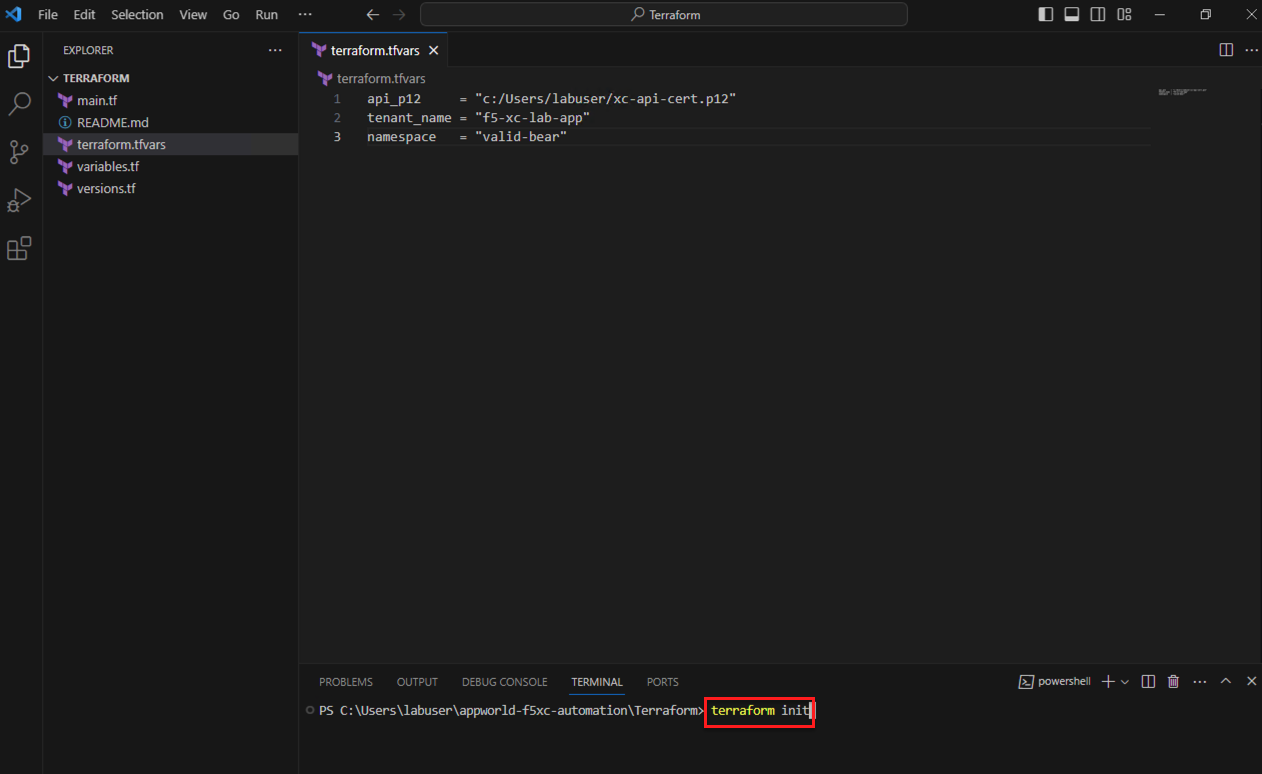 File Edit Selection View Go Run ··· Terraform
EXPLORER ···
TERRAFORM
main.tf
README.md
terraform.tfvars
variables.tf
versions.tf
terraform.tfvars
terraform.tfvars
1 api_p12     = "c:/Users/labuser/xc-api-cert.p12"
2 tenant_name = "f5-xc-lab-app"
3 namespace   = "valid-bear"
PROBLEMS OUTPUT DEBUG CONSOLE TERMINAL PORTS powershell
PS C:\Users\labuser\appworld-f5xc-automation\Terraform> terraform init